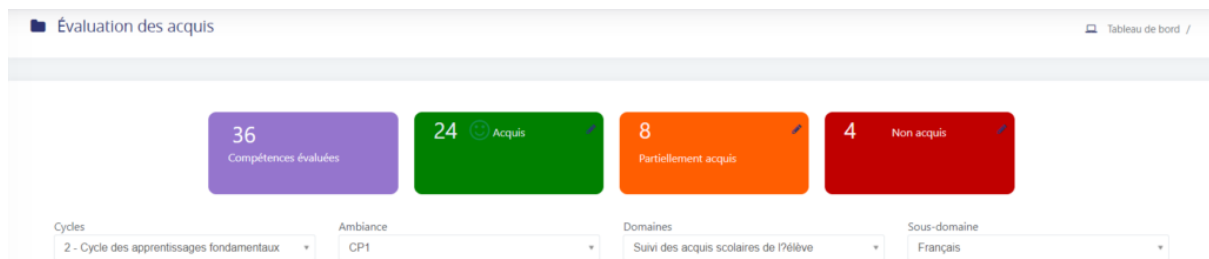 Évaluation des acquis
Tableau de bord /
36
Compétences évaluées
24 Acquis
8
Partiellement acquis
4 Non acquis
Cycles
2 - Cycle des apprentissages fondamentaux
Ambiance
CP1
Domaines
Suivi des acquis scolaires de l?élève
Sous-domaine
Français